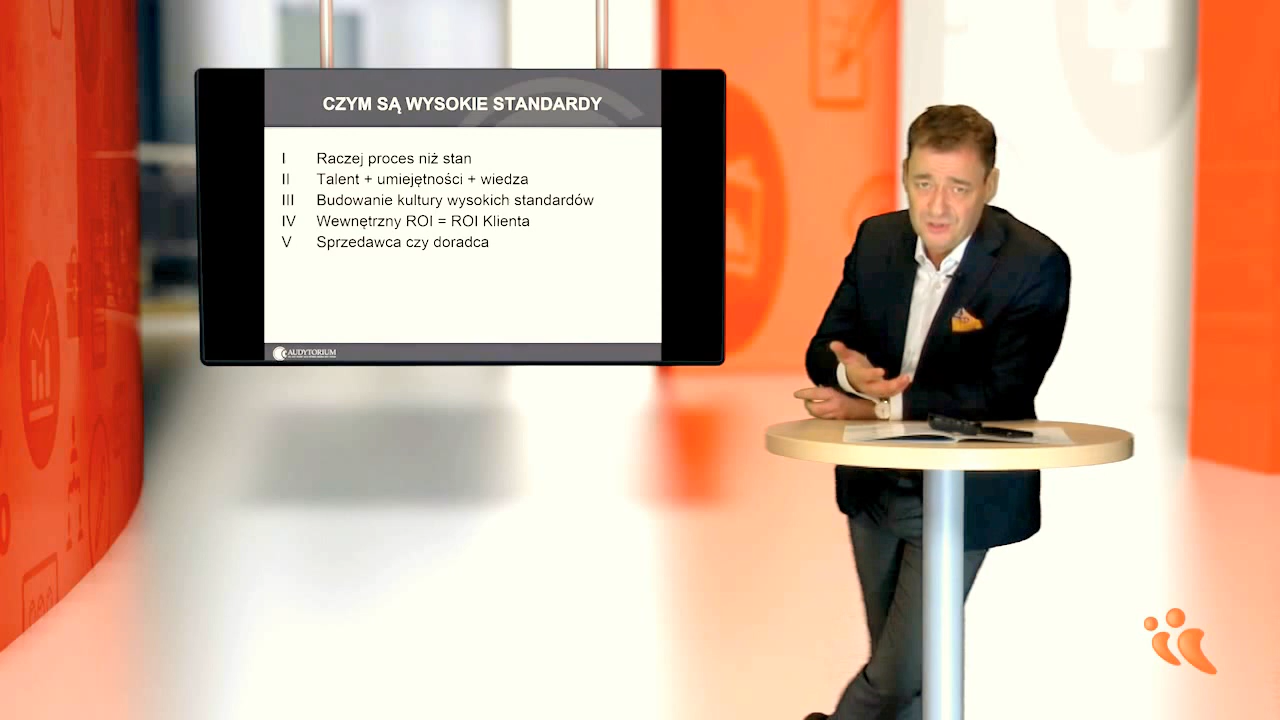 CZYM SĄ WYSOKIE STANDARDY
I Raczej proces niż stan
II Talent + umiejętności + wiedza
III Budowanie kultury wysokich standardów
IV Wewnętrzny ROI = ROI Klienta
V Sprzedawca czy doradca
AUDYTORIUM